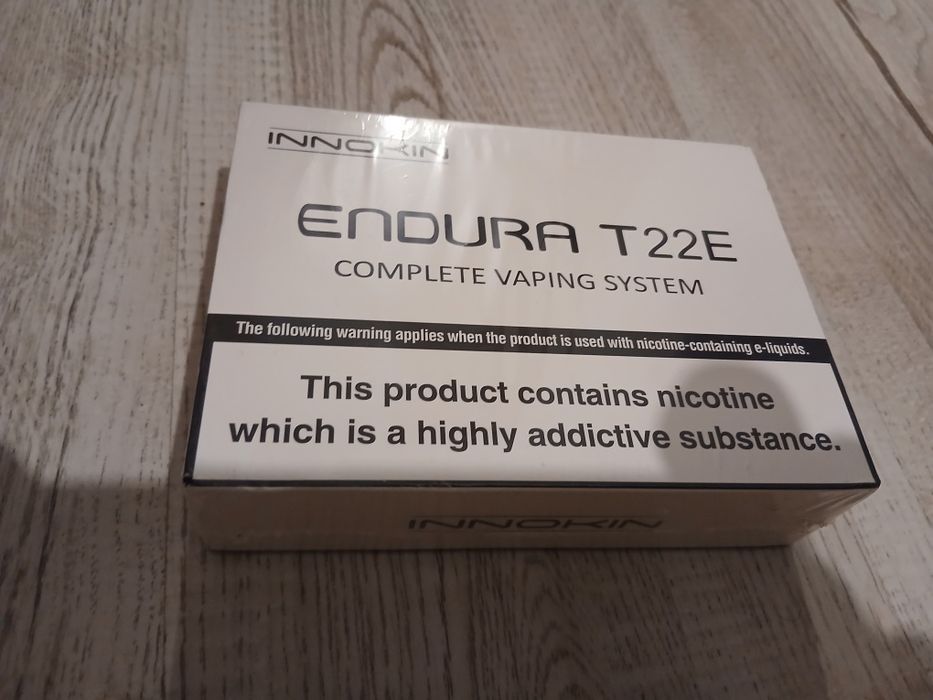 INNOKIN
ENDURA T22E
COMPLETE VAPING SYSTEM
The following warning applies when the product is used with nicotine-containing e-liquids.
This product contains nicotine
which is a highly addictive substance.
INNOKIN